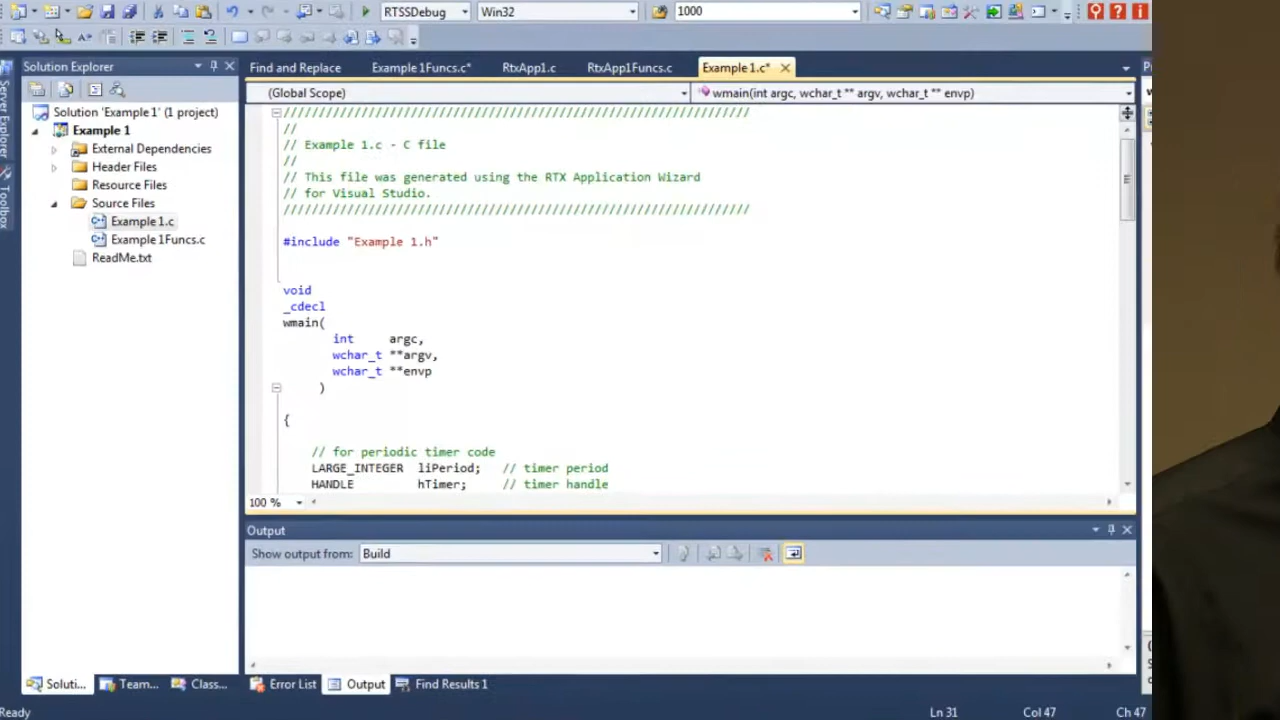 RTSSDebug
Win32
1000
Solution Explorer
Find and Replace
Example 1Funcs.c*
RtxApp1.c
RtxApp1Funcs.c
Example 1.c*
(Global Scope)
wmain(int argc, wchar_t ** argv, wchar_t ** envp)
Server Explorer
Toolbox
Solution 'Example 1' (1 project)
Example 1
External Dependencies
Header Files
Resource Files
Source Files
Example 1.c
Example 1Funcs.c
ReadMe.txt
//////////////////////////////////////////////////////////////////
//
// Example 1.c - C file
//
// This file was generated using the RTX Application Wizard
// for Visual Studio.
//////////////////////////////////////////////////////////////////
#include "Example 1.h"
void
_cdecl
wmain(
int argc,
wchar_t **argv,
wchar_t **envp
)
{
// for periodic timer code
LARGE_INTEGER liPeriod; // timer period
HANDLE hTimer; // timer handle
100 %
Output
Show output from: Build
Soluti...
Team...
Class...
Error List
Output
Find Results 1
Ready
Ln 31
Col 47
Ch 47